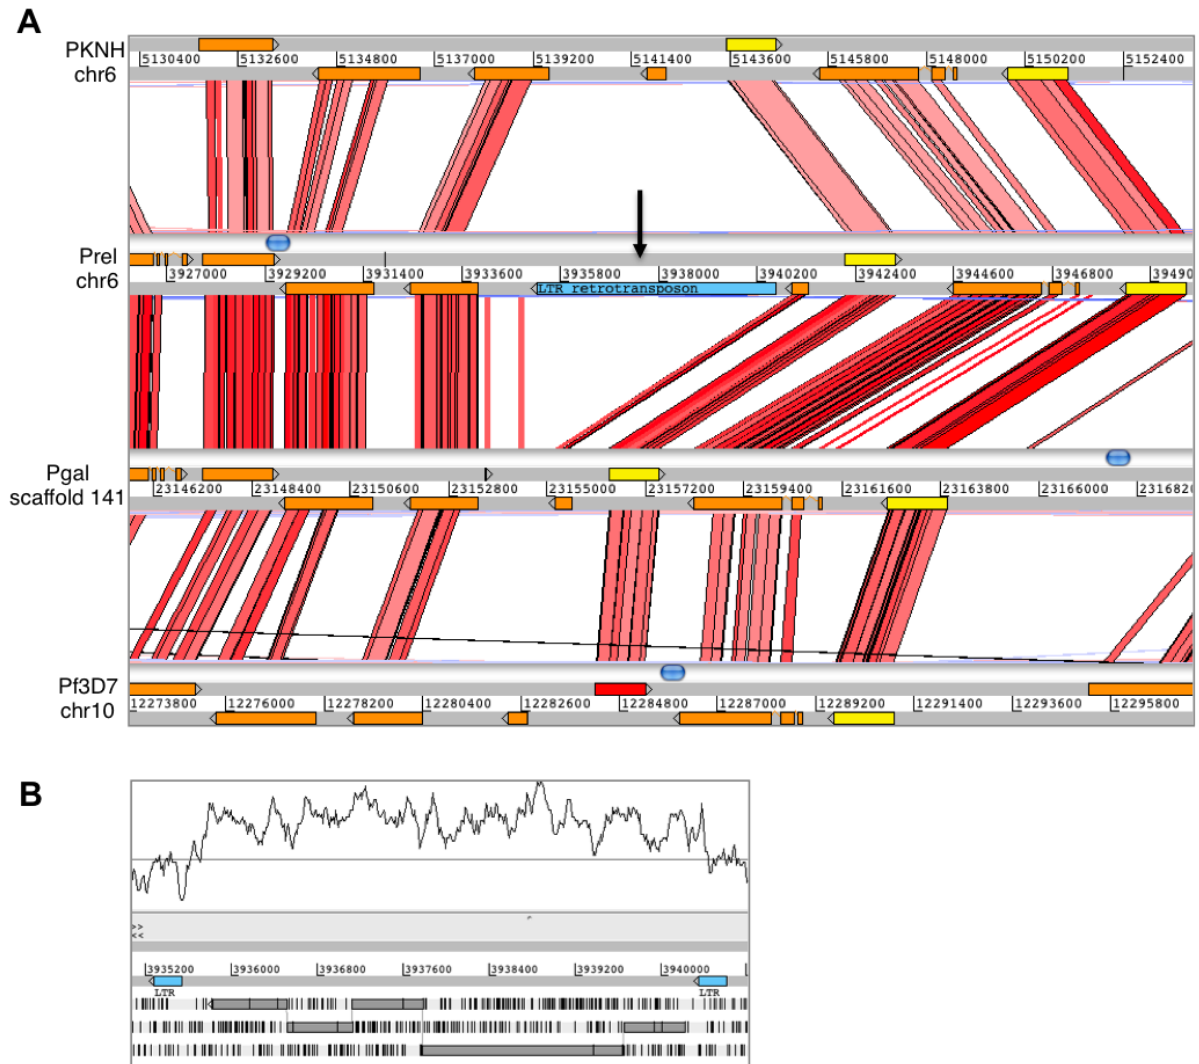 A
PKNH
chr6
5130400 5132600 5134800 5137000 5139200 5141400 5143600 5145800 5148000 5150200 5152400
Prel
chr6
3927000 3929200 3931400 3933600 3935800 3938000 3940200 3942400 3944600 3946800 39490
LTR retrotransposon
Pgal
scaffold 141
23146200 23148400 23150600 23152800 23155000 23157200 23159400 23161600 23163800 23166000 231682
Pf3D7
chr10
12273800 12276000 12278200 12280400 12282600 12284800 12287000 12289200 12291400 12293600 12295800
B
>>
<<
3935200 3936000 3936800 3937600 3938400 3939200 3940000
LTR LTR